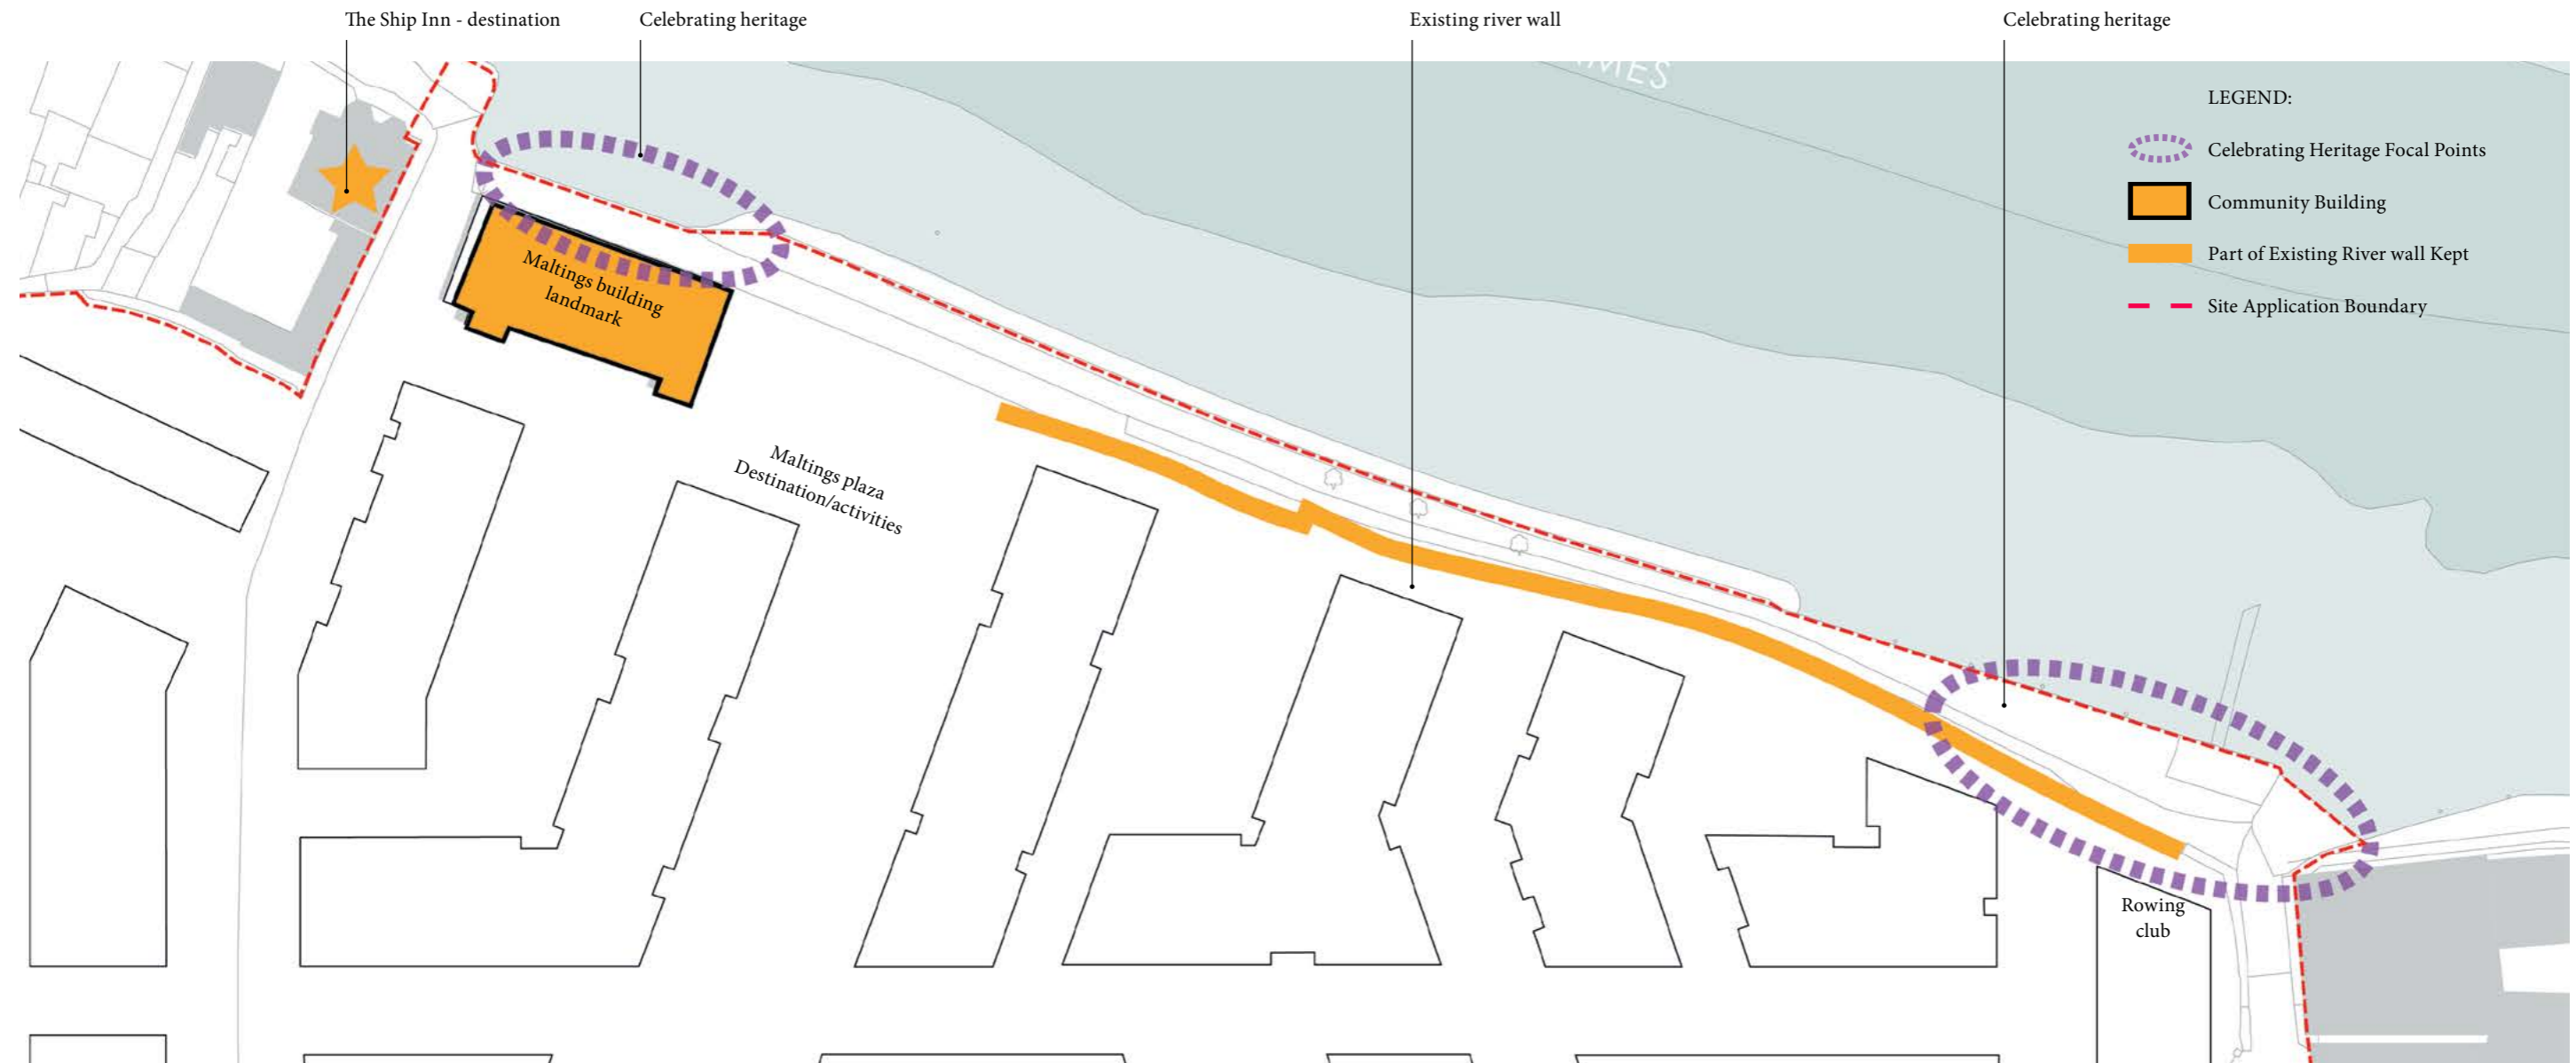 The Ship Inn - destination
Celebrating heritage
Existing river wall
Celebrating heritage
LEGEND:
Celebrating Heritage Focal Points
Community Building
Part of Existing River wall Kept
Site Application Boundary
Maltings building
landmark
Maltings plaza
Destination/activities
Rowing
club